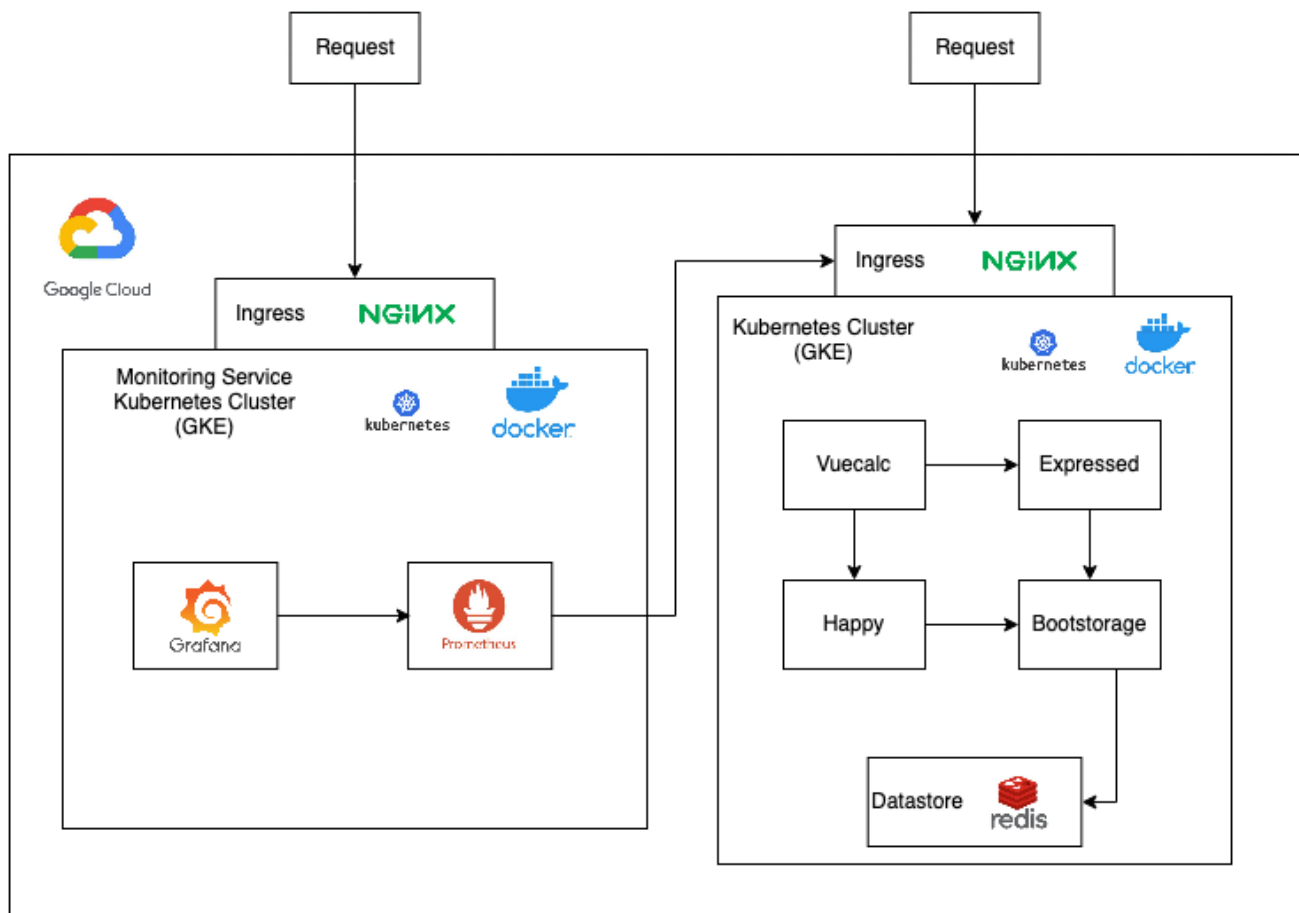 Request
Request
Google Cloud
Ingress
NGINX
Ingress
NGINX
Monitoring Service
Kubernetes Cluster
(GKE)
kubernetes
docker
Kubernetes Cluster
(GKE)
kubernetes
docker
Vuecalc
Expressed
Grafana
Prometheus
Happy
Bootstorage
Datastore
redis